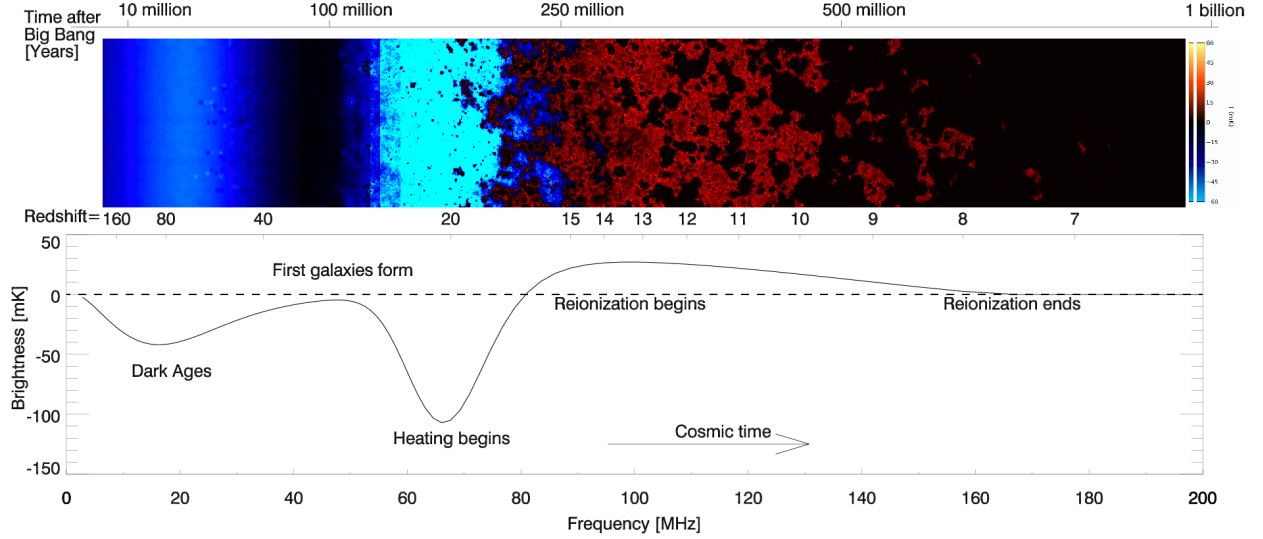 Time after
Big Bang
[Years]
10 million 100 million 250 million 500 million 1 billion
60
45
30
15
0
-15
-30
-45
60
(mK)
Redshift= 160 80 40 20 15 14 13 12 11 10 9 8 7
50
0
-50
-100
-150
Brightness [mK]
First galaxies form
Reionization begins
Reionization ends
Dark Ages
Heating begins
Cosmic time
0 20 40 60 80 100 120 140 160 180 200
Frequency [MHz]